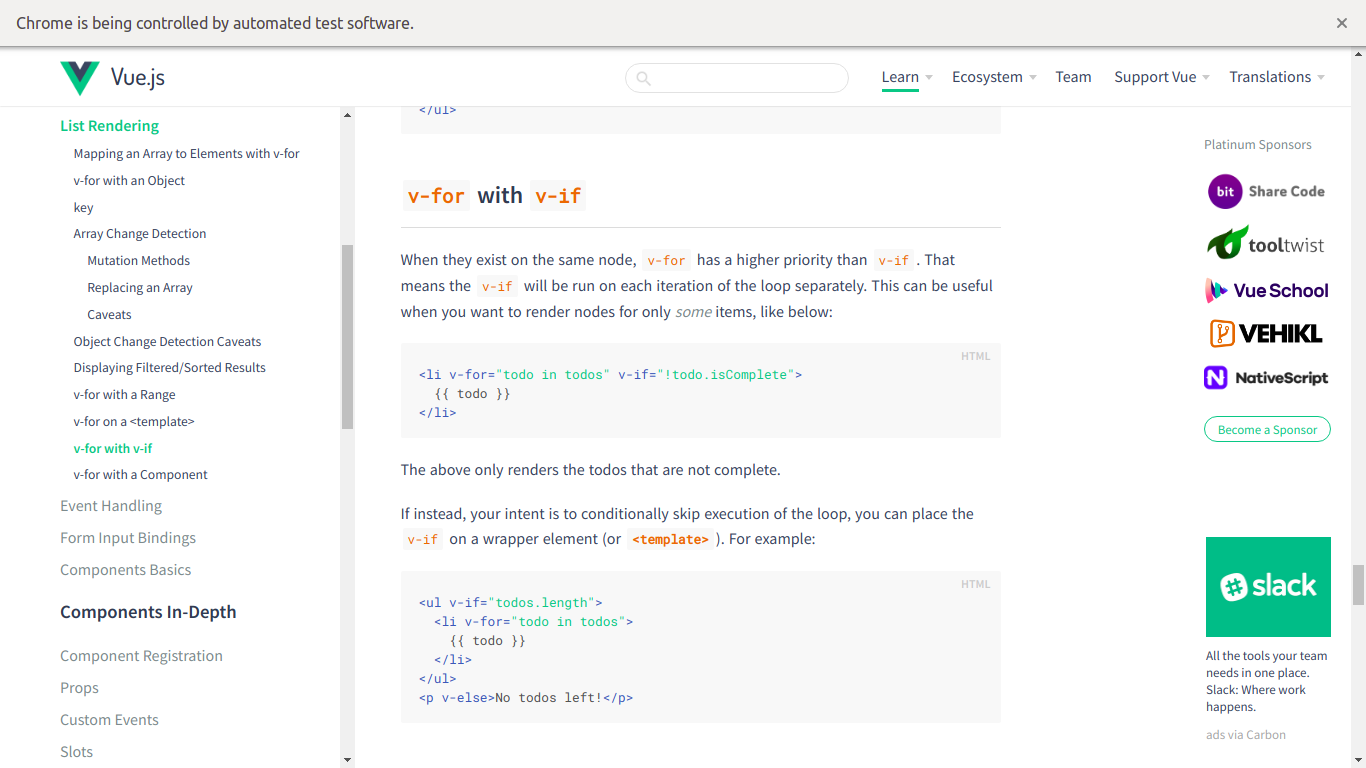 Chrome is being controlled by automated test software.
Vue.js
Learn
Ecosystem
Team
Support Vue
Translations
List Rendering
Mapping an Array to Elements with v-for
v-for with an Object
key
Array Change Detection
Mutation Methods
Replacing an Array
Caveats
Object Change Detection Caveats
Displaying Filtered/Sorted Results
v-for with a Range
v-for on a <template>
v-for with v-if
v-for with a Component
Event Handling
Form Input Bindings
Components Basics
Components In-Depth
Component Registration
Props
Custom Events
Slots
</ul>
v-for with v-if
When they exist on the same node, v-for has a higher priority than v-if . That
means the v-if will be run on each iteration of the loop separately. This can be useful
when you want to render nodes for only some items, like below:
HTML
<li v-for="todo in todos" v-if="!todo.isComplete">
{{ todo }}
</li>
The above only renders the todos that are not complete.
If instead, your intent is to conditionally skip execution of the loop, you can place the
v-if on a wrapper element (or <template> ). For example:
HTML
<ul v-if="todos.length">
<li v-for="todo in todos">
{{ todo }}
</li>
</ul>
<p v-else>No todos left!</p>
Platinum Sponsors
bit Share Code
tooltwist
Vue School
VEHIKL
NativeScript
Become a Sponsor
slack
All the tools your team
needs in one place.
Slack: Where work
happens.
ads via Carbon